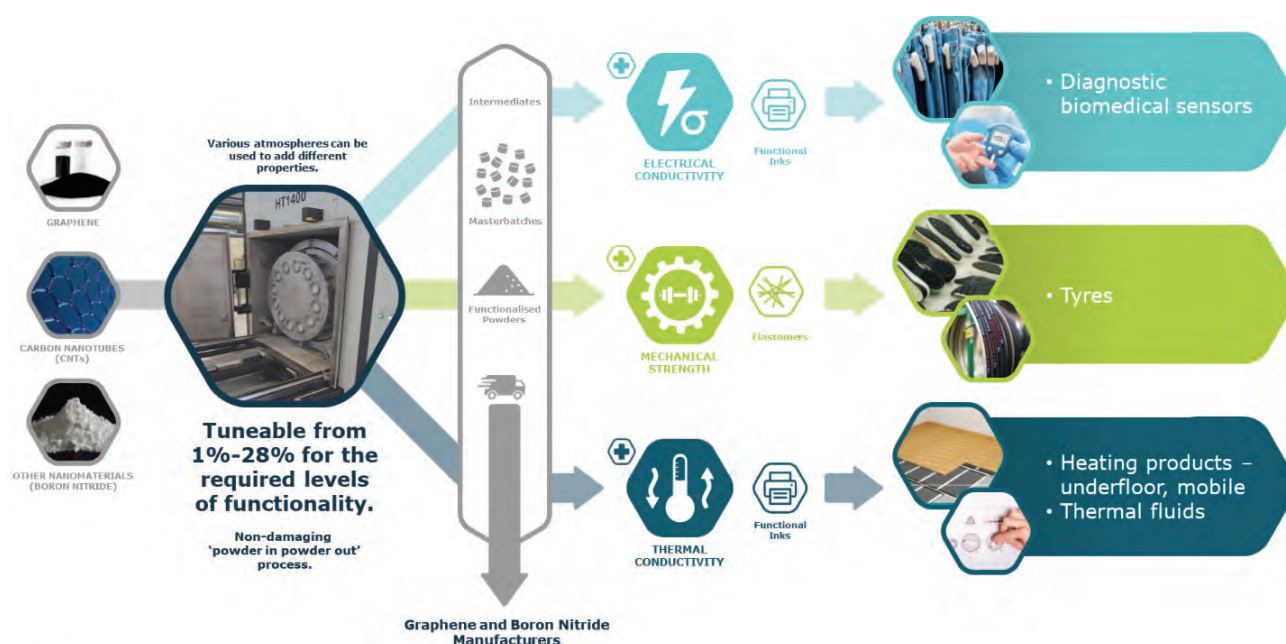 GRAPHENE
CARBON NANOTUBES
(CNTs)
OTHER NANOMATERIALS
(BORON NITRIDE)
Various atmospheres can be
used to add different
properties.
HT1400
Tuneable from
1%-28% for the
required levels
of functionality.
Non-damaging
‘powder in powder out’
process.
Intermediates
Masterbatches
Functionalised
Powders
Graphene and Boron Nitride
Manufacturers
σ
ELECTRICAL
CONDUCTIVITY
Functional
Inks
• Diagnostic
biomedical sensors
MECHANICAL
STRENGTH
Elastomers
• Tyres
THERMAL
CONDUCTIVITY
Functional
Inks
• Heating products –
underfloor, mobile
• Thermal fluids